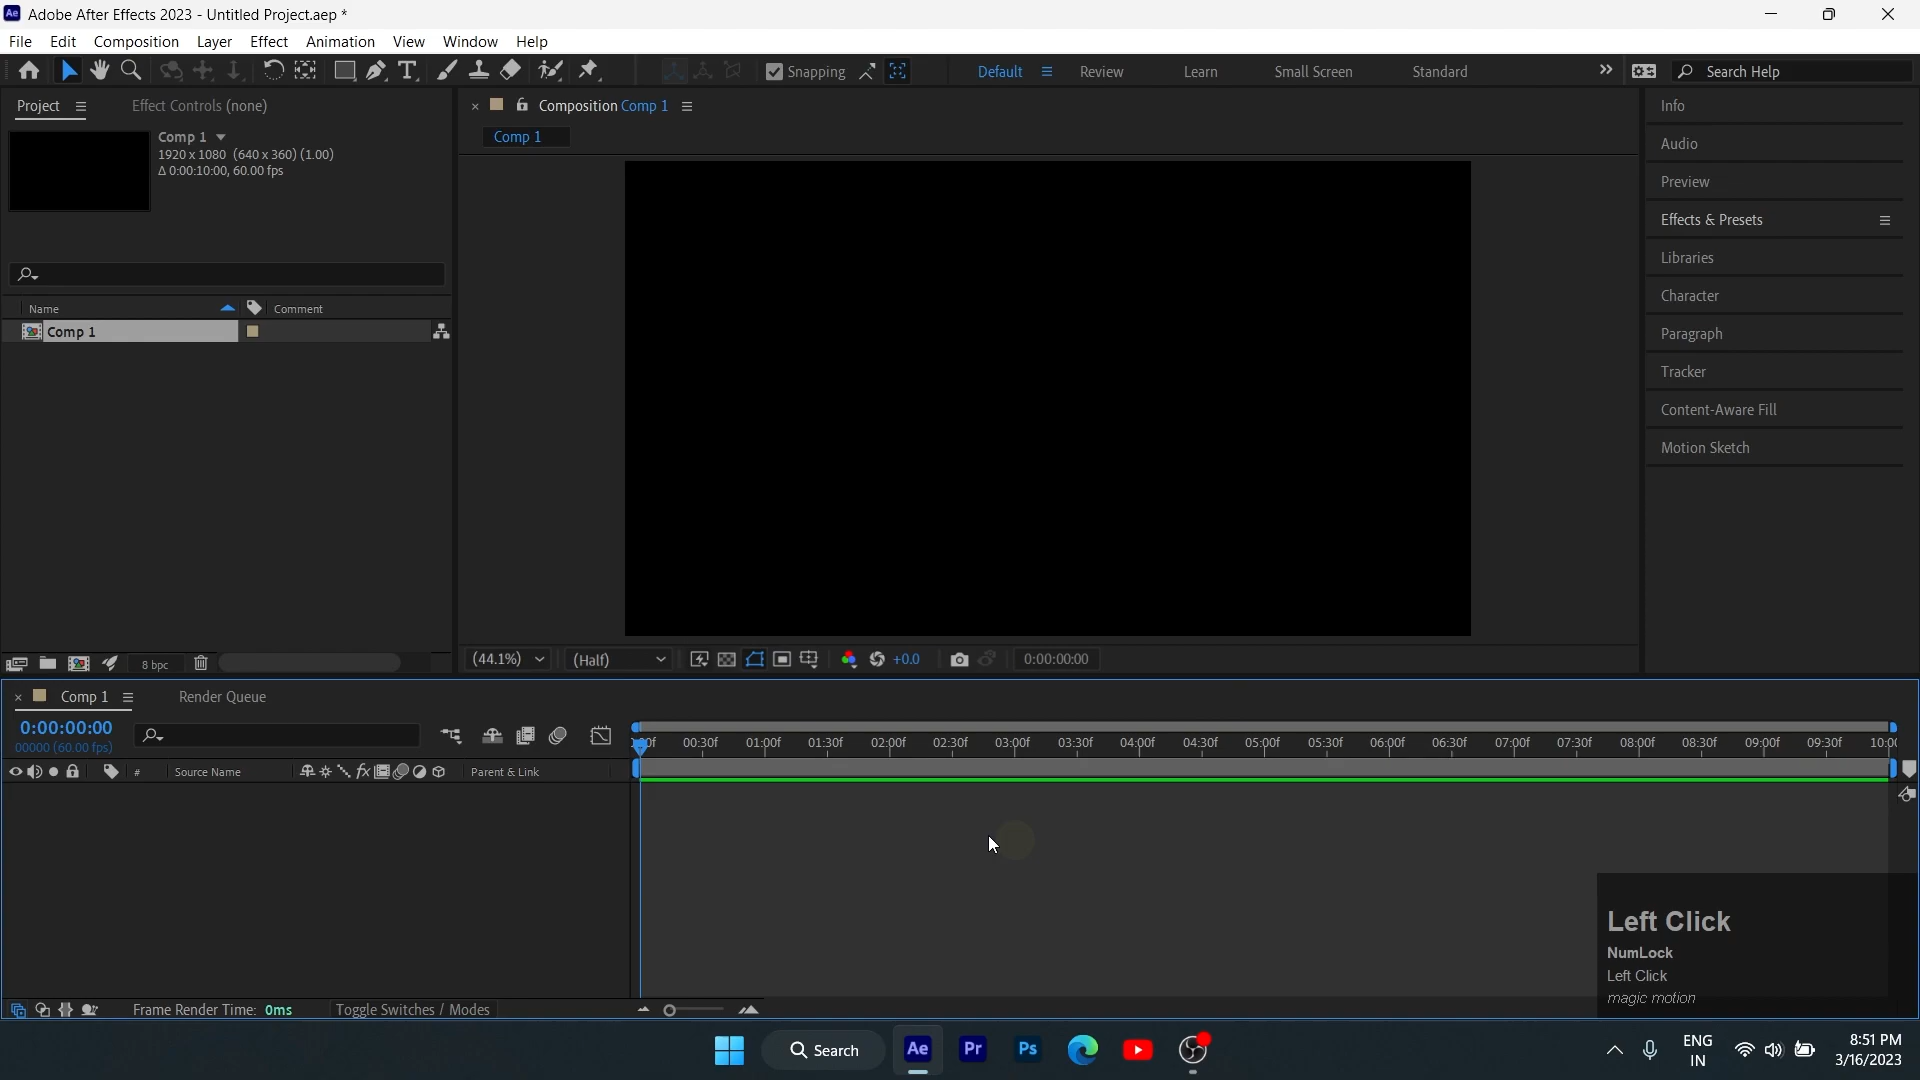 Ae Adobe After Effects 2023 - Untitled Project.aep *
File Edit Composition Layer Effect Animation View Window Help
T Snapping Default Review Learn Small Screen Standard Search Help
Project Effect Controls (none)
Comp 1
1920 x 1080 (640 x 360) (1.00)
Δ 0:00:10:00, 60.00 fps
Name Comment
Comp 1
8 bpc
Composition Comp 1
Comp 1
(44.1%) (Half) +0.0 0:00:00:00
Info
Audio
Preview
Effects & Presets
Libraries
Character
Paragraph
Tracker
Content-Aware Fill
Motion Sketch
Comp 1 Render Queue
0:00:00:00
00000 (60.00 fps)
00:30f 01:00f 01:30f 02:00f 02:30f 03:00f 03:30f 04:00f 04:30f 05:00f 05:30f 06:00f 06:30f 07:00f 07:30f 08:00f 08:30f 09:00f 09:30f
# Source Name fx Parent & Link
Left Click
NumLock
Left Click
magic motion
Frame Render Time: 0ms Toggle Switches / Modes
Search Ae Pr Ps
ENG
IN
8:51 PM
3/16/2023